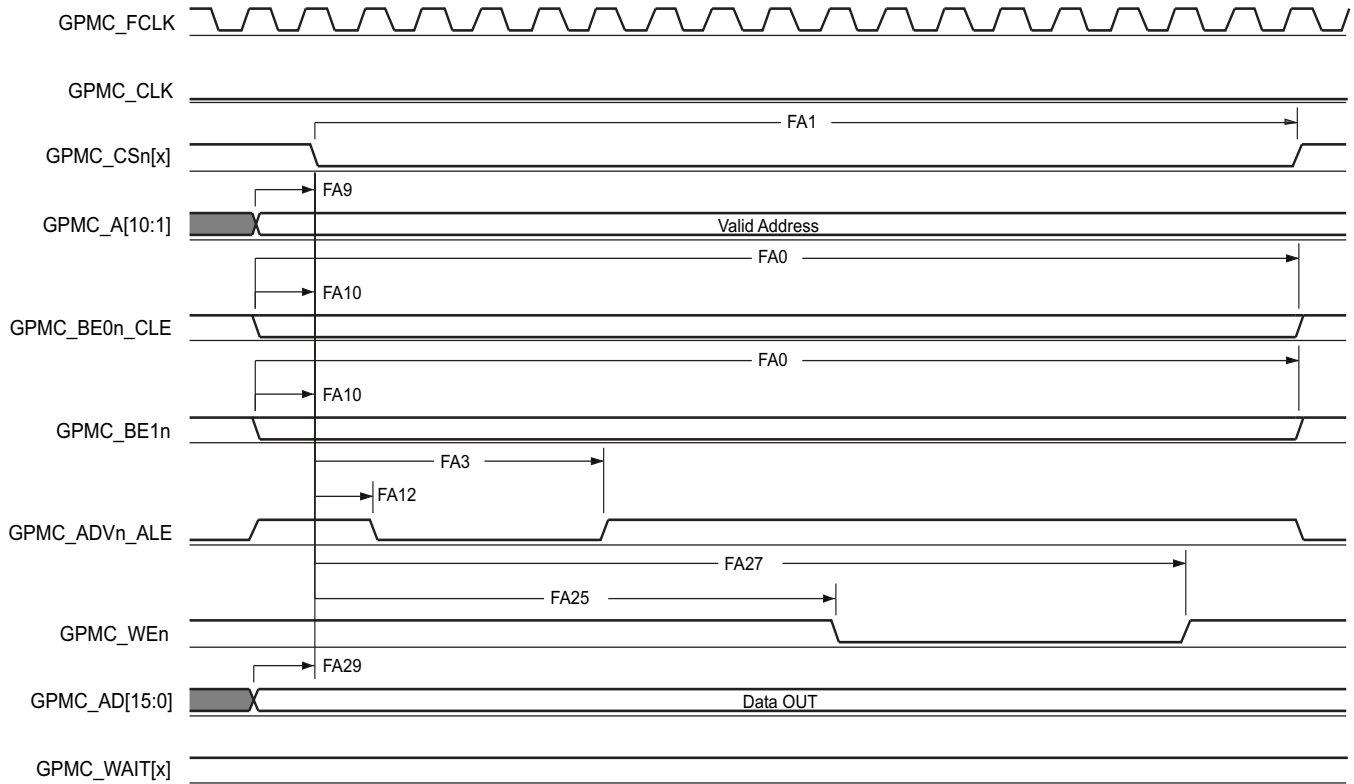 GPMC_FCLK
GPMC_CLK
FA1
GPMC_CSn[x]
FA9
GPMC_A[10:1]
Valid Address
FA0
FA10
GPMC_BE0n_CLE
FA0
FA10
GPMC_BE1n
FA3
FA12
GPMC_ADVn_ALE
FA27
FA25
GPMC_WEn
FA29
GPMC_AD[15:0]
Data OUT
GPMC_WAIT[x]